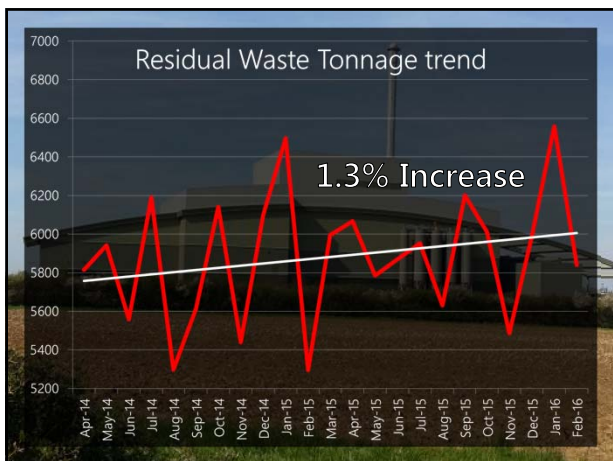 Residual Waste Tonnage trend
1.3% Increase
7000
6800
6600
6400
6200
6000
5800
5600
5400
5200
Apr-14
May-14
Jun-14
Jul-14
Aug-14
Sep-14
Oct-14
Nov-14
Dec-14
Jan-15
Feb-15
Mar-15
Apr-15
May-15
Jun-15
Jul-15
Aug-15
Sep-15
Oct-15
Nov-15
Dec-15
Jan-16
Feb-16